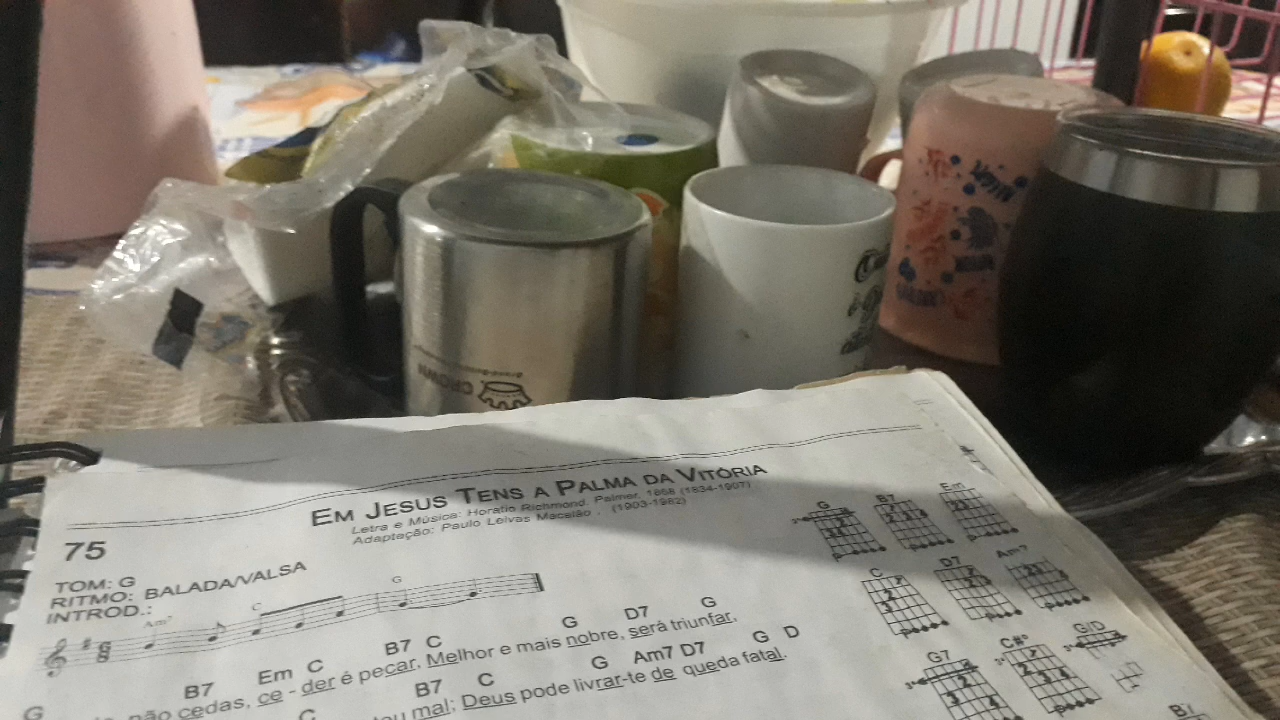 CROWN
EM JESUS TENS A PALMA DA VITÓRIA
Letra e Música: Horatio Richmond Palmer, 1868 (1834-1907)
Adaptação: Paulo Leivas Macalão , (1903-1982)
75
TOM: G
RITMO: BALADA/VALSA
INTROD.:
Am7 C G
B7 Em C B7 C G D7 G
não cedas, ce - der é pecar, Melhor e mais nobre, será triunfar,
G C B7 C G Am7 D7 G D
mal; Deus pode livrar-te de queda fatal.
G B7 Em
C D7 Am7
G7 C#° G/D